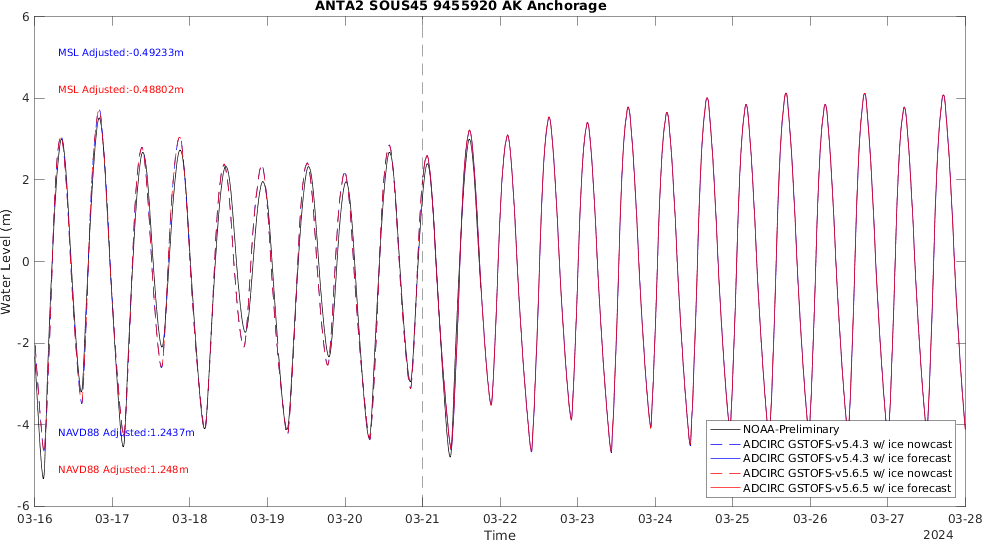 ANTA2 SOUS45 9455920 AK Anchorage
6
4
2
0
-2
-4
-6
Water Level (m)
MSL Adjusted:-0.49233m
MSL Adjusted:-0.48802m
NAVD88 Adjusted:1.2437m
NAVD88 Adjusted:1.248m
NOAA-Preliminary
ADCIRC GSTOFS-v5.4.3 w/ ice nowcast
ADCIRC GSTOFS-v5.4.3 w/ ice forecast
ADCIRC GSTOFS-v5.6.5 w/ ice nowcast
ADCIRC GSTOFS-v5.6.5 w/ ice forecast
03-16 03-17 03-18 03-19 03-20 03-21 03-22 03-23 03-24 03-25 03-26 03-27 03-28
Time
2024